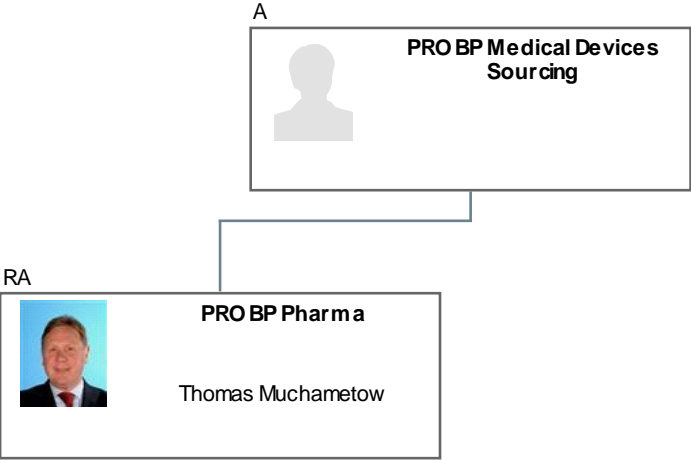 A
PRO BP Medical Devices
Sourcing
RA
PRO BP Pharma
Thomas Muchametow